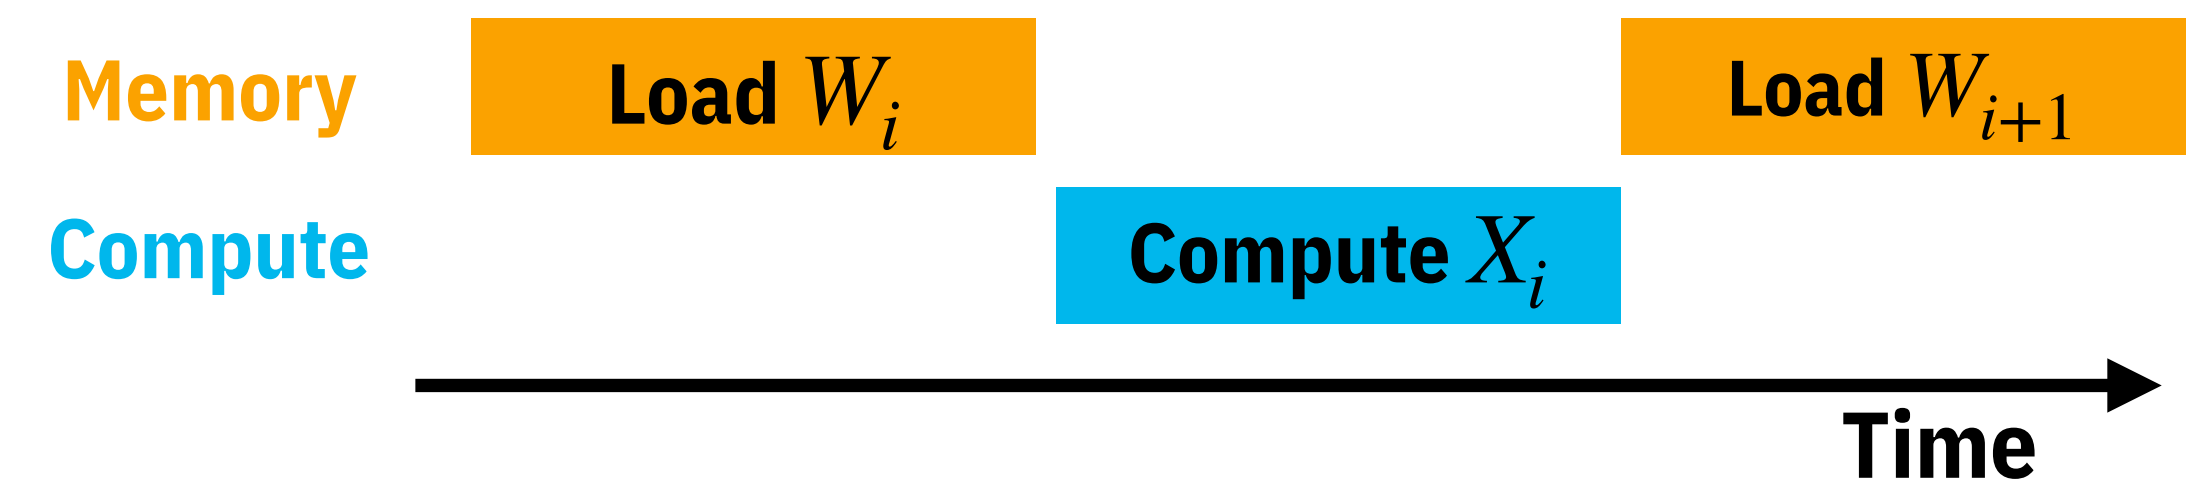 Memory Load W_i Load W_{i+1}
Compute Compute X_i
Time